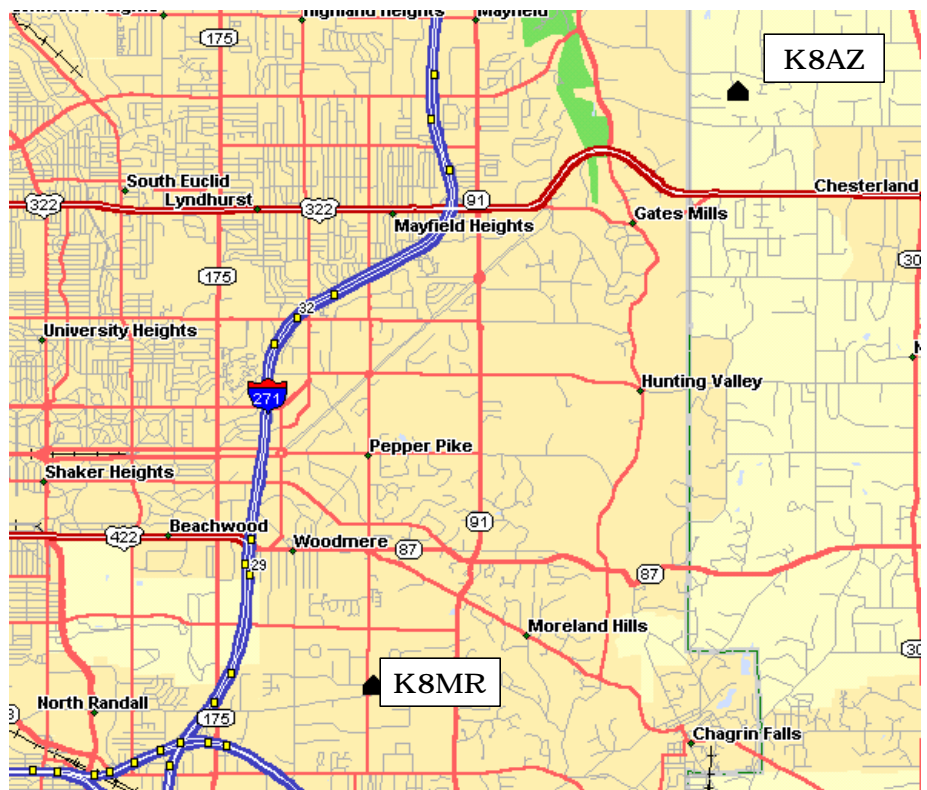 Highland Heights
Mayfield
175
K8AZ
South Euclid
Lyndhurst
322
322
91
Chesterland
Mayfield Heights
Gates Mills
175
30
32
University Heights
271
Hunting Valley
Pepper Pike
Shaker Heights
91
Beachwood
422
Woodmere
87
29
87
Moreland Hills
30
K8MR
North Randall
175
Chagrin Falls